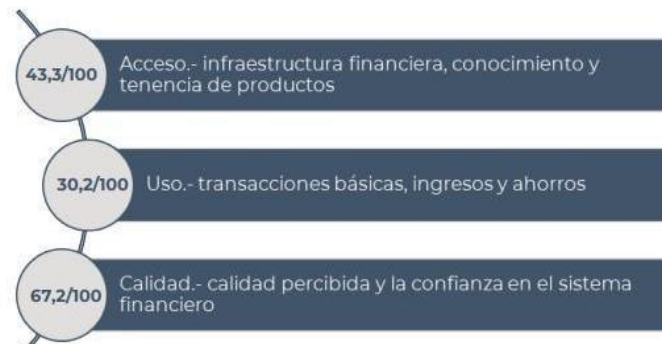 43,3/100
Acceso.- infraestructura financiera, conocimiento y
tenencia de productos
30,2/100
Uso.- transacciones básicas, ingresos y ahorros
67,2/100
Calidad.- calidad percibida y la confianza en el sistema
financiero